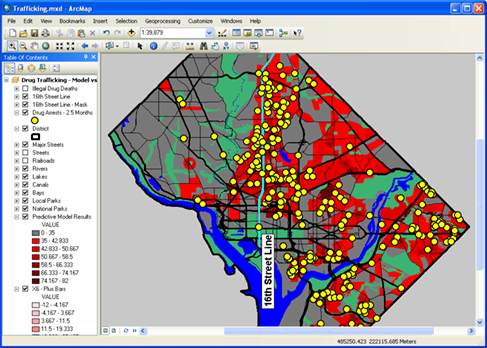 Trafficking.mxd - ArcMap
File Edit View Bookmarks Insert Selection Geoprocessing Customize Windows Help
1:39,879
Table Of Contents
Drug Trafficking - Model vs
Illegal Drug Deaths
16th Street Line
16th Street Line - Mask
Drug Arrests - 2.5 Months
District
Major Streets
Streets
Railroads
Rivers
Lakes
Canals
Bays
Local Parks
National Parks
Predictive Model Results
VALUE
0 - 35
35 - 42.833
42.833 - 50.667
50.667 - 58.5
58.5 - 66.333
66.333 - 74.167
74.167 - 82
X6 - Plus Bars
VALUE
-12 - -4.167
-4.167 - 3.667
3.667 - 11.5
11.5 - 19.333
16th Street Line
485250.423 222115.685 Meters